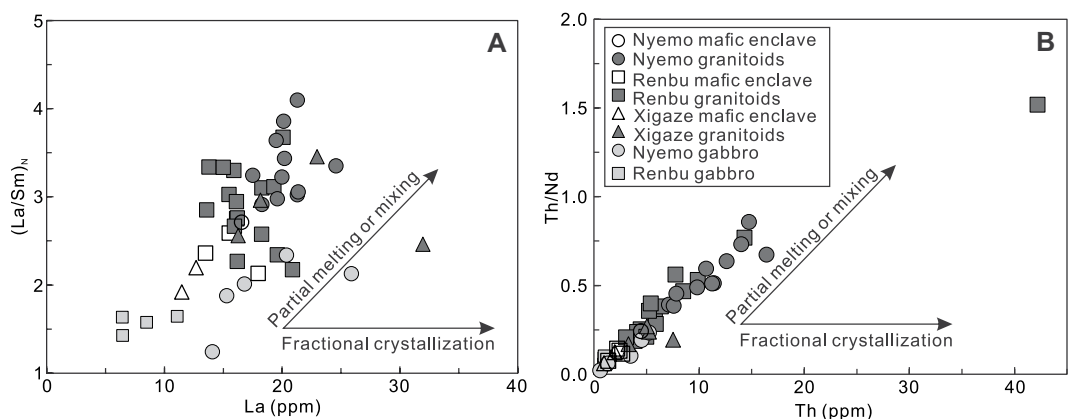 A
5
4
3
2
1
0
10
20
30
40
(La/Sm)N
La (ppm)
Partial melting or mixing
Fractional crystallization
B
2.0
1.5
1.0
0.5
0.0
0
10
20
30
40
Th/Nd
Th (ppm)
Nyemo mafic enclave
Nyemo granitoids
Renbu mafic enclave
Renbu granitoids
Xigaze mafic enclave
Xigaze granitoids
Nyemo gabbro
Renbu gabbro
Partial melting or mixing
Fractional crystallization